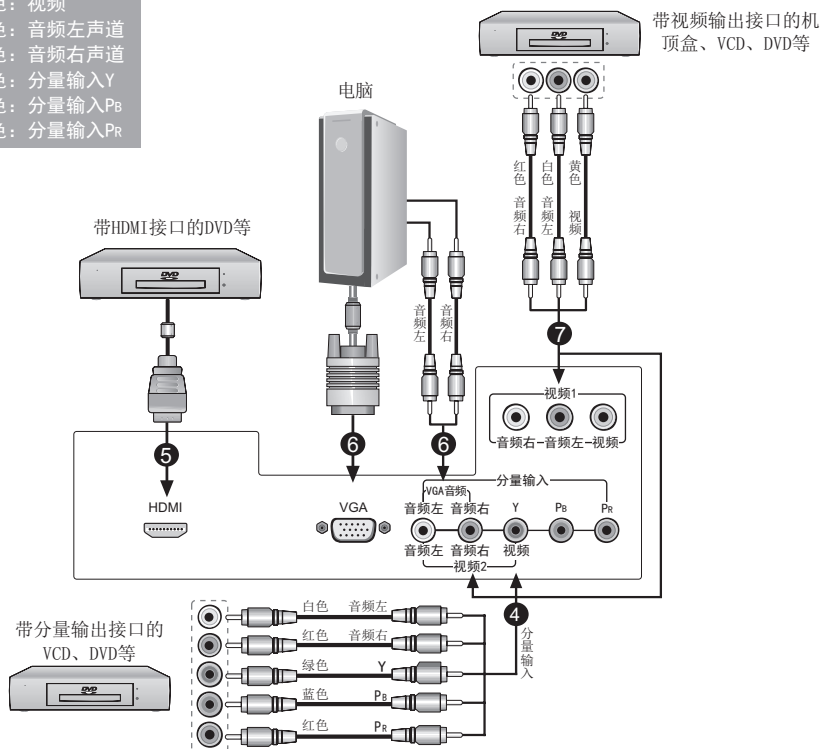 视频
音频左声道
音频右声道
分量输入Y
分量输入PB
分量输入PR
带视频输出接口的机
顶盒、VCD、DVD等
DVD
电脑
红色 音频右
白色 音频左
黄色 视频
带HDMI接口的DVD等
DVD
音频左
音频右
7
视频1
音频右 音频左 视频
5
6
6
HDMI
VGA
分量输入
VGA音频
音频左 音频右 Y PB PR
音频左 音频右 视频
视频2
4
分量输入
带分量输出接口的
VCD、DVD等
DVD
白色 音频左
红色 音频右
绿色 Y
蓝色 PB
红色 PR